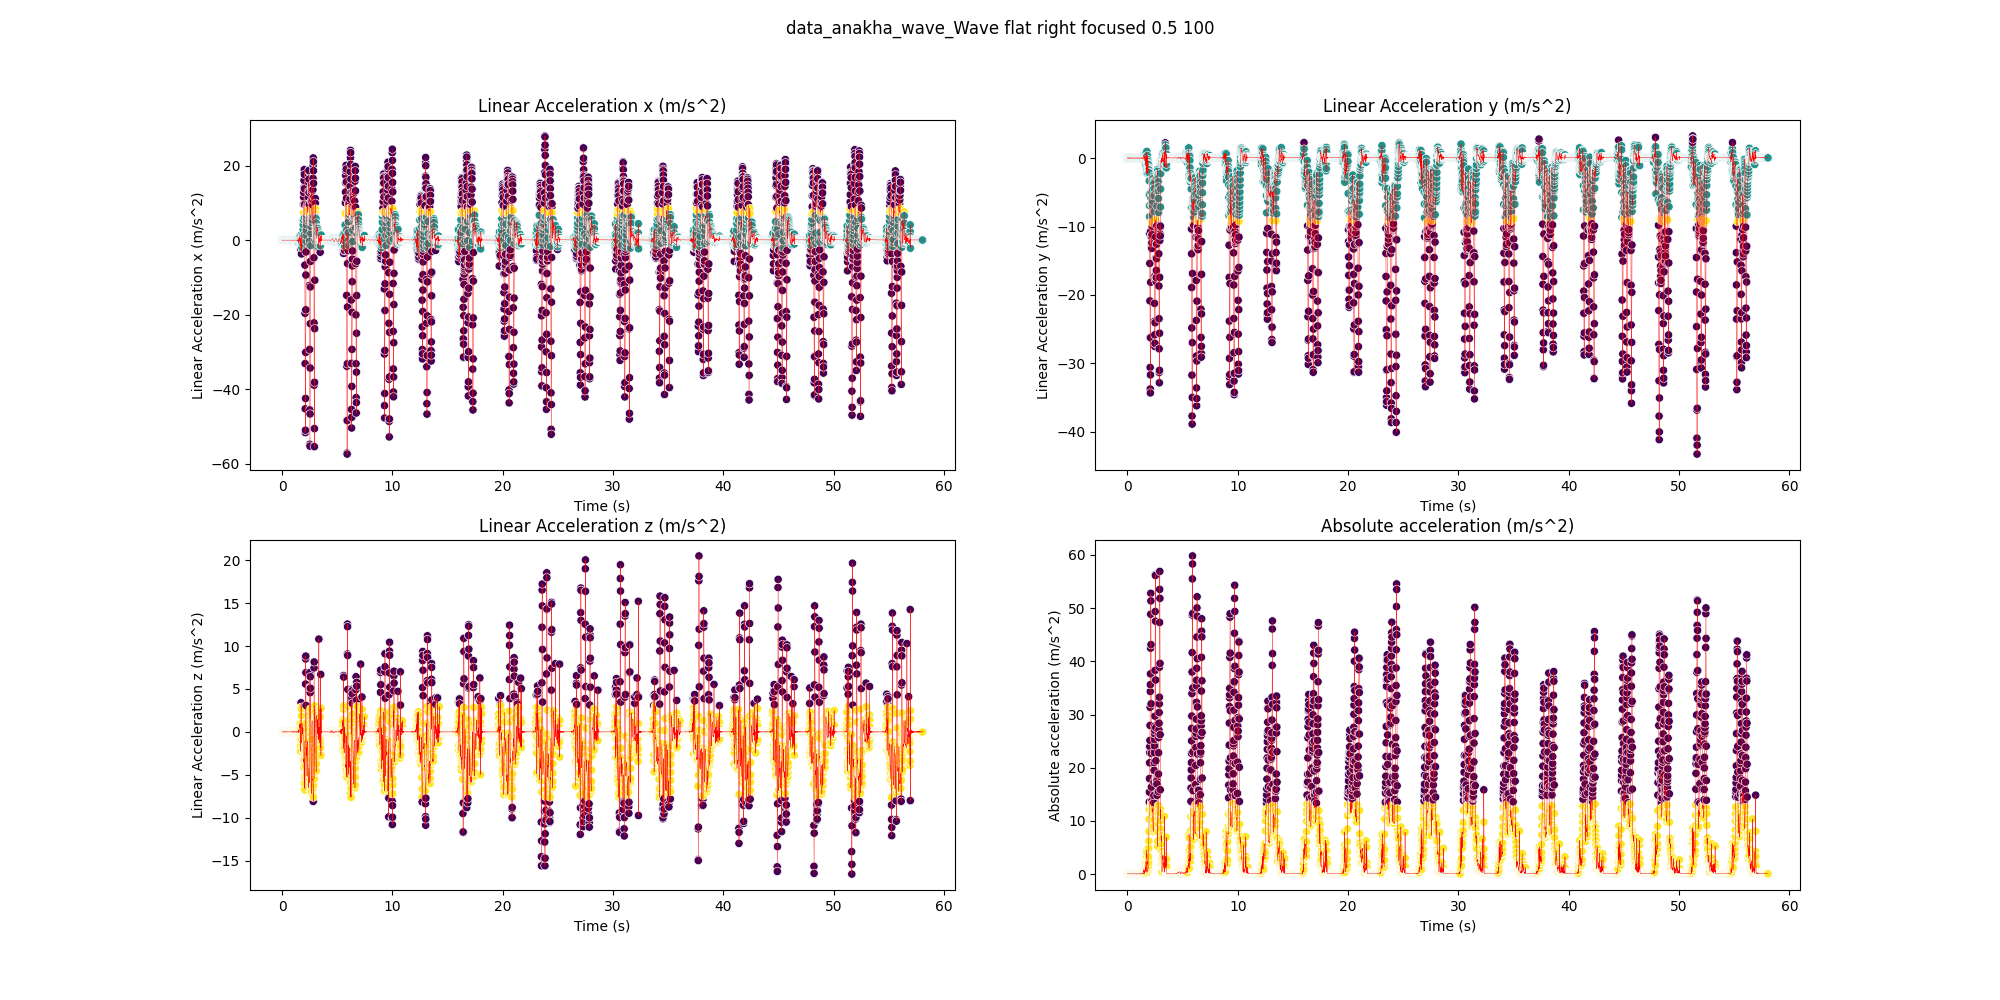 data_anakha_wave_Wave flat right focused 0.5 100
Linear Acceleration x (m/s^2)
Linear Acceleration x (m/s^2)
20
0
−20
−40
−60
0 10 20 30 40 50 60
Time (s)
Linear Acceleration y (m/s^2)
Linear Acceleration y (m/s^2)
0
−10
−20
−30
−40
0 10 20 30 40 50 60
Time (s)
Linear Acceleration z (m/s^2)
Linear Acceleration z (m/s^2)
20
15
10
5
0
−5
−10
−15
0 10 20 30 40 50 60
Time (s)
Absolute acceleration (m/s^2)
Absolute acceleration (m/s^2)
60
50
40
30
20
10
0
0 10 20 30 40 50 60
Time (s)